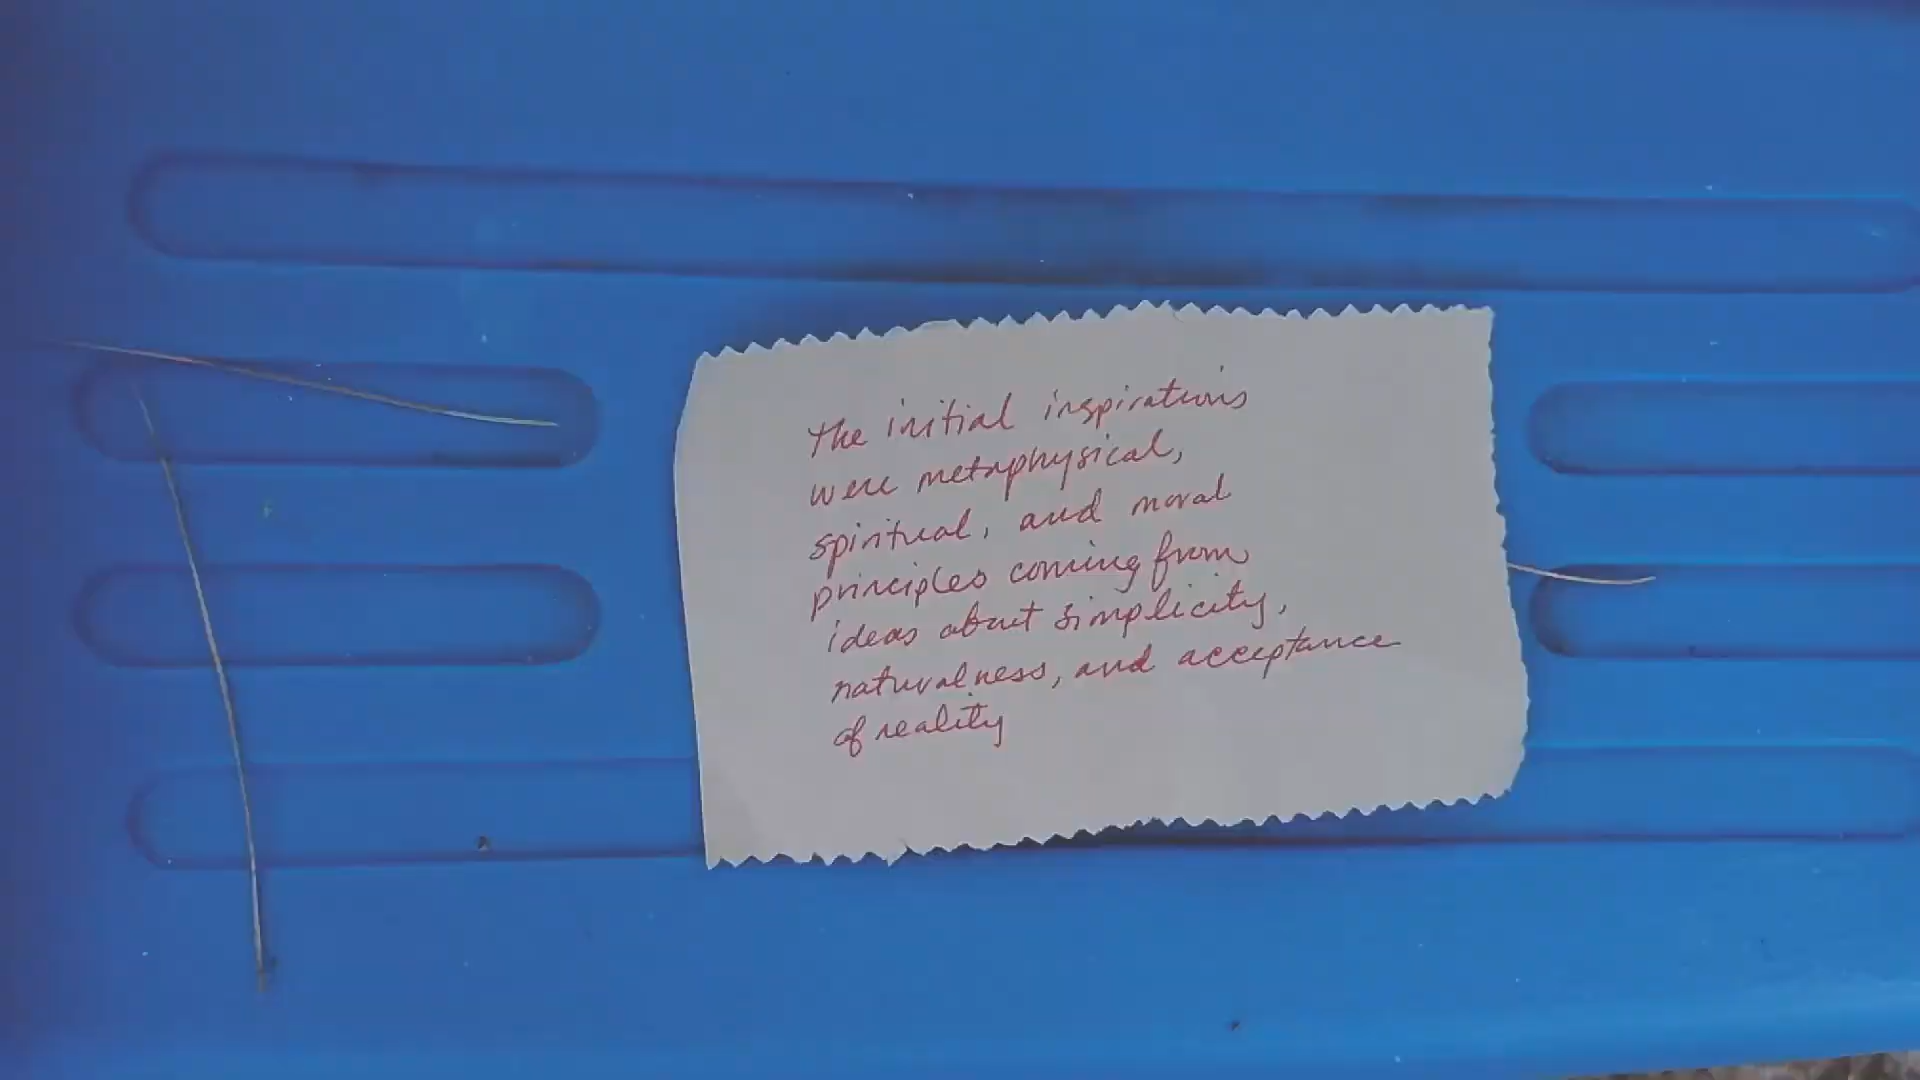 The initial inspirations
were metaphysical,
spiritual, and moral
principles coming from
ideas about simplicity,
naturalness, and acceptance
of reality